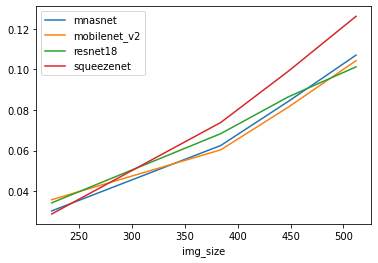 mnasnet
mobilenet_v2
resnet18
squeezenet
0.12
0.10
0.08
0.06
0.04
250 300 350 400 450 500
img_size